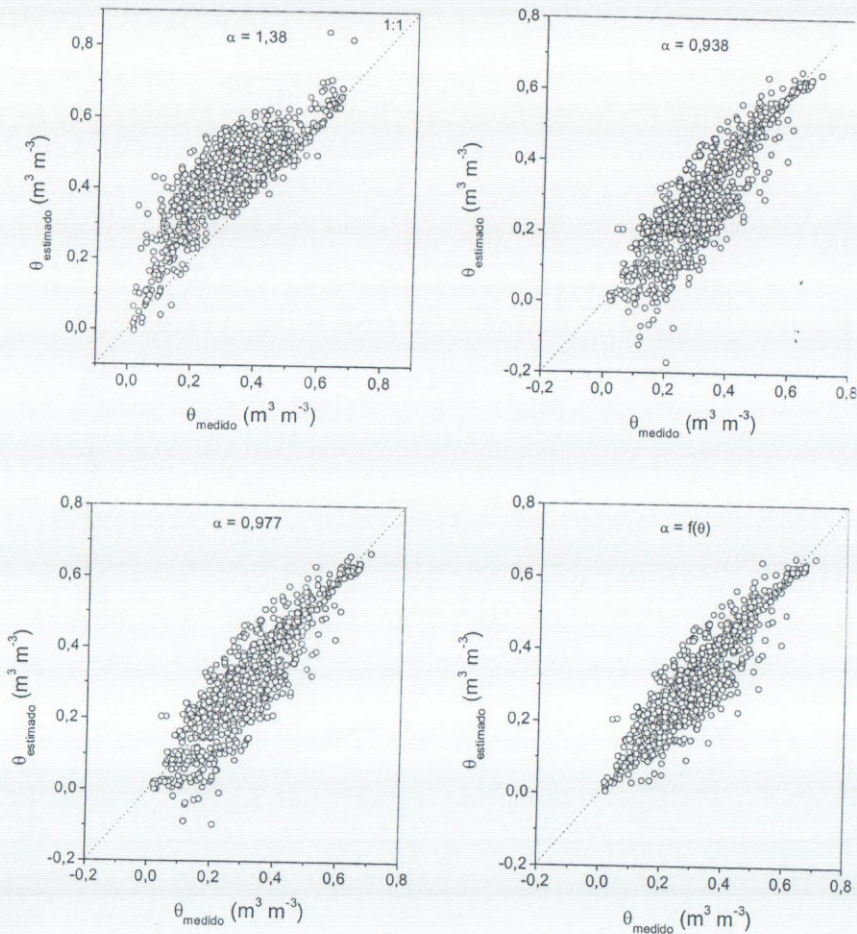 α = 1,38
1:1
0,8
0,6
0,4
0,2
0,0
θestimado (m³ m⁻³)
0,0 0,2 0,4 0,6 0,8
θmedido (m³ m⁻³)
α = 0,938
0,8
0,6
0,4
0,2
0,0
-0,2
θestimado (m³ m⁻³)
-0,2 0,0 0,2 0,4 0,6 0,8
θmedido (m³ m⁻³)
α = 0,977
0,8
0,6
0,4
0,2
0,0
-0,2
θestimado (m³ m⁻³)
-0,2 0,0 0,2 0,4 0,6 0,8
θmedido (m³ m⁻³)
α = f(θ)
0,8
0,6
0,4
0,2
0,0
-0,2
θestimado (m³ m⁻³)
-0,2 0,0 0,2 0,4 0,6 0,8
θmedido (m³ m⁻³)